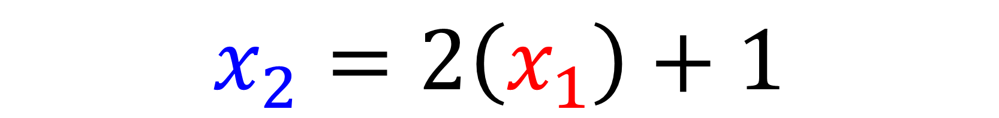 x₂ = 2(x₁) + 1